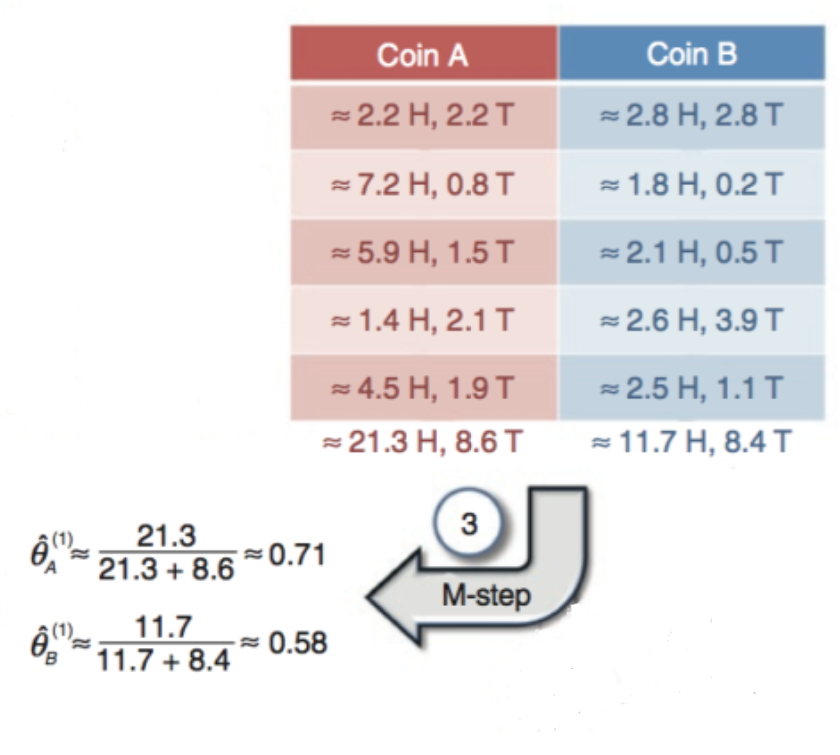 Coin A Coin B
≈ 2.2 H, 2.2 T ≈ 2.8 H, 2.8 T
≈ 7.2 H, 0.8 T ≈ 1.8 H, 0.2 T
≈ 5.9 H, 1.5 T ≈ 2.1 H, 0.5 T
≈ 1.4 H, 2.1 T ≈ 2.6 H, 3.9 T
≈ 4.5 H, 1.9 T ≈ 2.5 H, 1.1 T
≈ 21.3 H, 8.6 T ≈ 11.7 H, 8.4 T
3
M-step
θ̂_A^(1) ≈ 21.3 / (21.3 + 8.6) ≈ 0.71
θ̂_B^(1) ≈ 11.7 / (11.7 + 8.4) ≈ 0.58